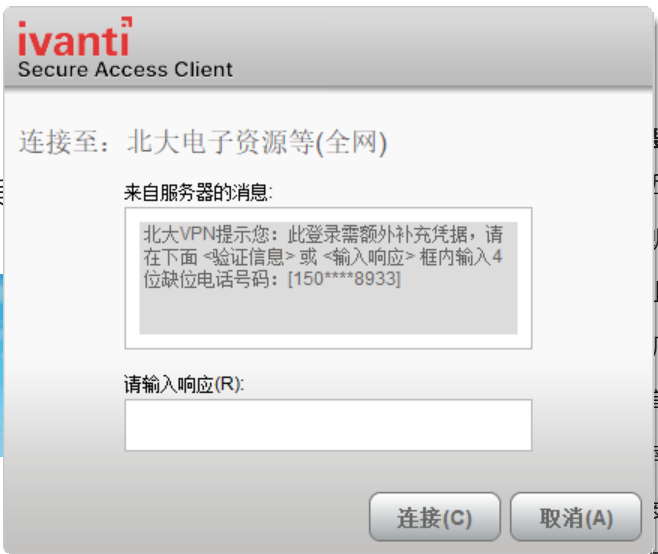 ivanti
Secure Access Client
连接至：北大电子资源等(全网)
来自服务器的消息:
北大VPN提示您：此登录需额外补充凭据，请
在下面 <验证信息> 或 <输入响应> 框内输入4
位缺位电话号码：[150****8933]
请输入响应(R):
连接(C)
取消(A)